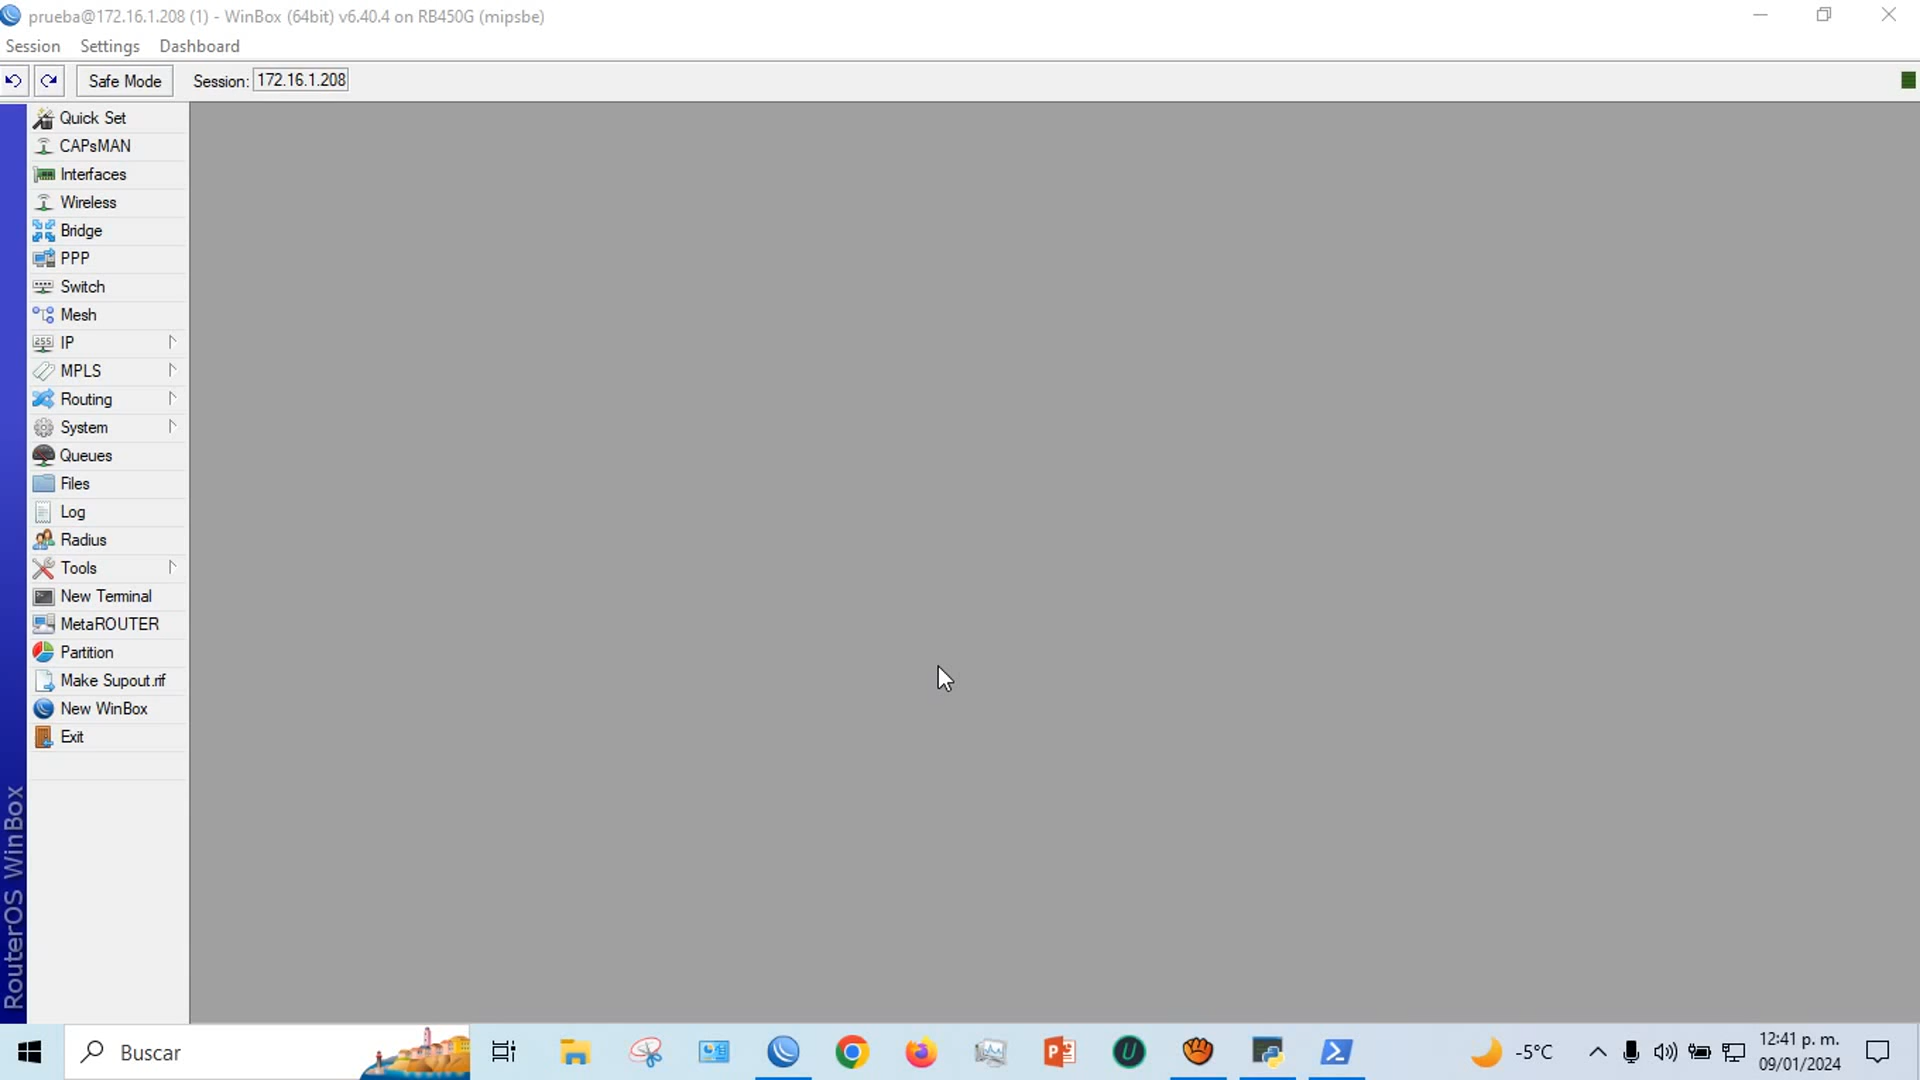 prueba@172.16.1.208 (1) - WinBox (64bit) v6.40.4 on RB450G (mipsbe)
Session Settings Dashboard
Safe Mode Session: 172.16.1.208
Quick Set
CAPsMAN
Interfaces
Wireless
Bridge
PPP
Switch
Mesh
255 IP
MPLS
Routing
System
Queues
Files
Log
Radius
Tools
New Terminal
MetaROUTER
Partition
Make Supout.rif
New WinBox
Exit
RouterOS WinBox
Buscar
-5°C
12:41 p. m.
09/01/2024